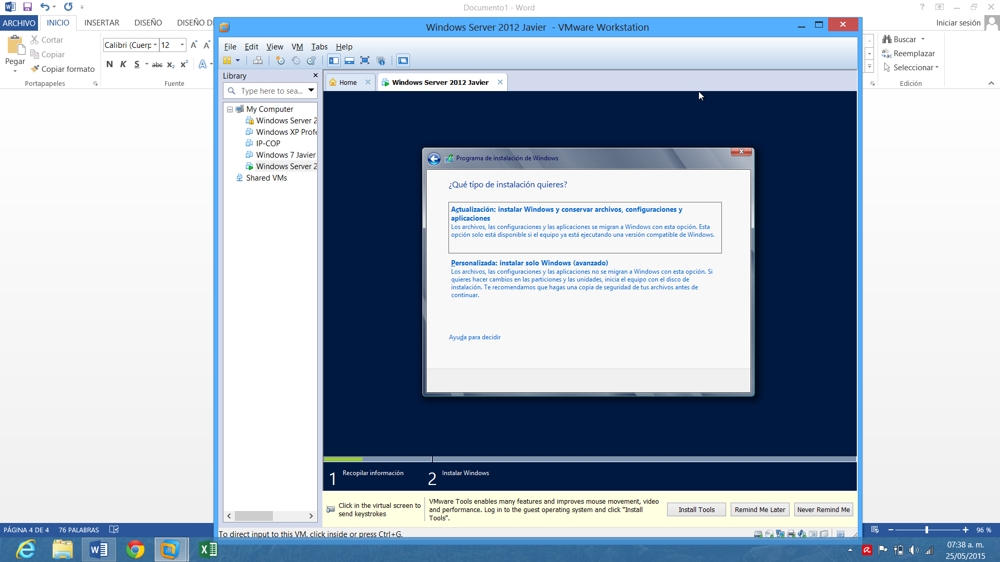 Documento1 - Word
ARCHIVO INICIO INSERTAR DISEÑO DISEÑO DE
Iniciar sesión
Pegar
Cortar
Copiar
Copiar formato
Portapapeles
Calibri (Cuerp 12
N K S abc x₂ x²
Fuente
Buscar
Reemplazar
Seleccionar
Edición
Windows Server 2012 Javier - VMware Workstation
File Edit View VM Tabs Help
Library
Type here to sea...
My Computer
Windows Server 2
Windows XP Profe
IP-COP
Windows 7 Javier
Windows Server 2
Shared VMs
Home
Windows Server 2012 Javier
Programa de instalación de Windows
¿Qué tipo de instalación quieres?
Actualización: instalar Windows y conservar archivos, configuraciones y
aplicaciones
Los archivos, las configuraciones y las aplicaciones se migran a Windows con esta opción. Esta
opción solo está disponible si el equipo ya está ejecutando una versión compatible de Windows.
Personalizada: instalar solo Windows (avanzado)
Los archivos, las configuraciones y las aplicaciones no se migran a Windows con esta opción. Si
quieres hacer cambios en las particiones y las unidades, inicia el equipo con el disco de
instalación. Te recomendamos que hagas una copia de seguridad de tus archivos antes de
continuar.
Ayuda para decidir
1 Recopilar información
2 Instalar Windows
Click in the virtual screen to
send keystrokes
VMware Tools enables many features and improves mouse movement, video
and performance. Log in to the guest operating system and click "Install
Tools".
Install Tools
Remind Me Later
Never Remind Me
To direct input to this VM, click inside or press Ctrl+G.
PÁGINA 4 DE 4 76 PALABRAS
96 %
07:38 a. m.
25/05/2015